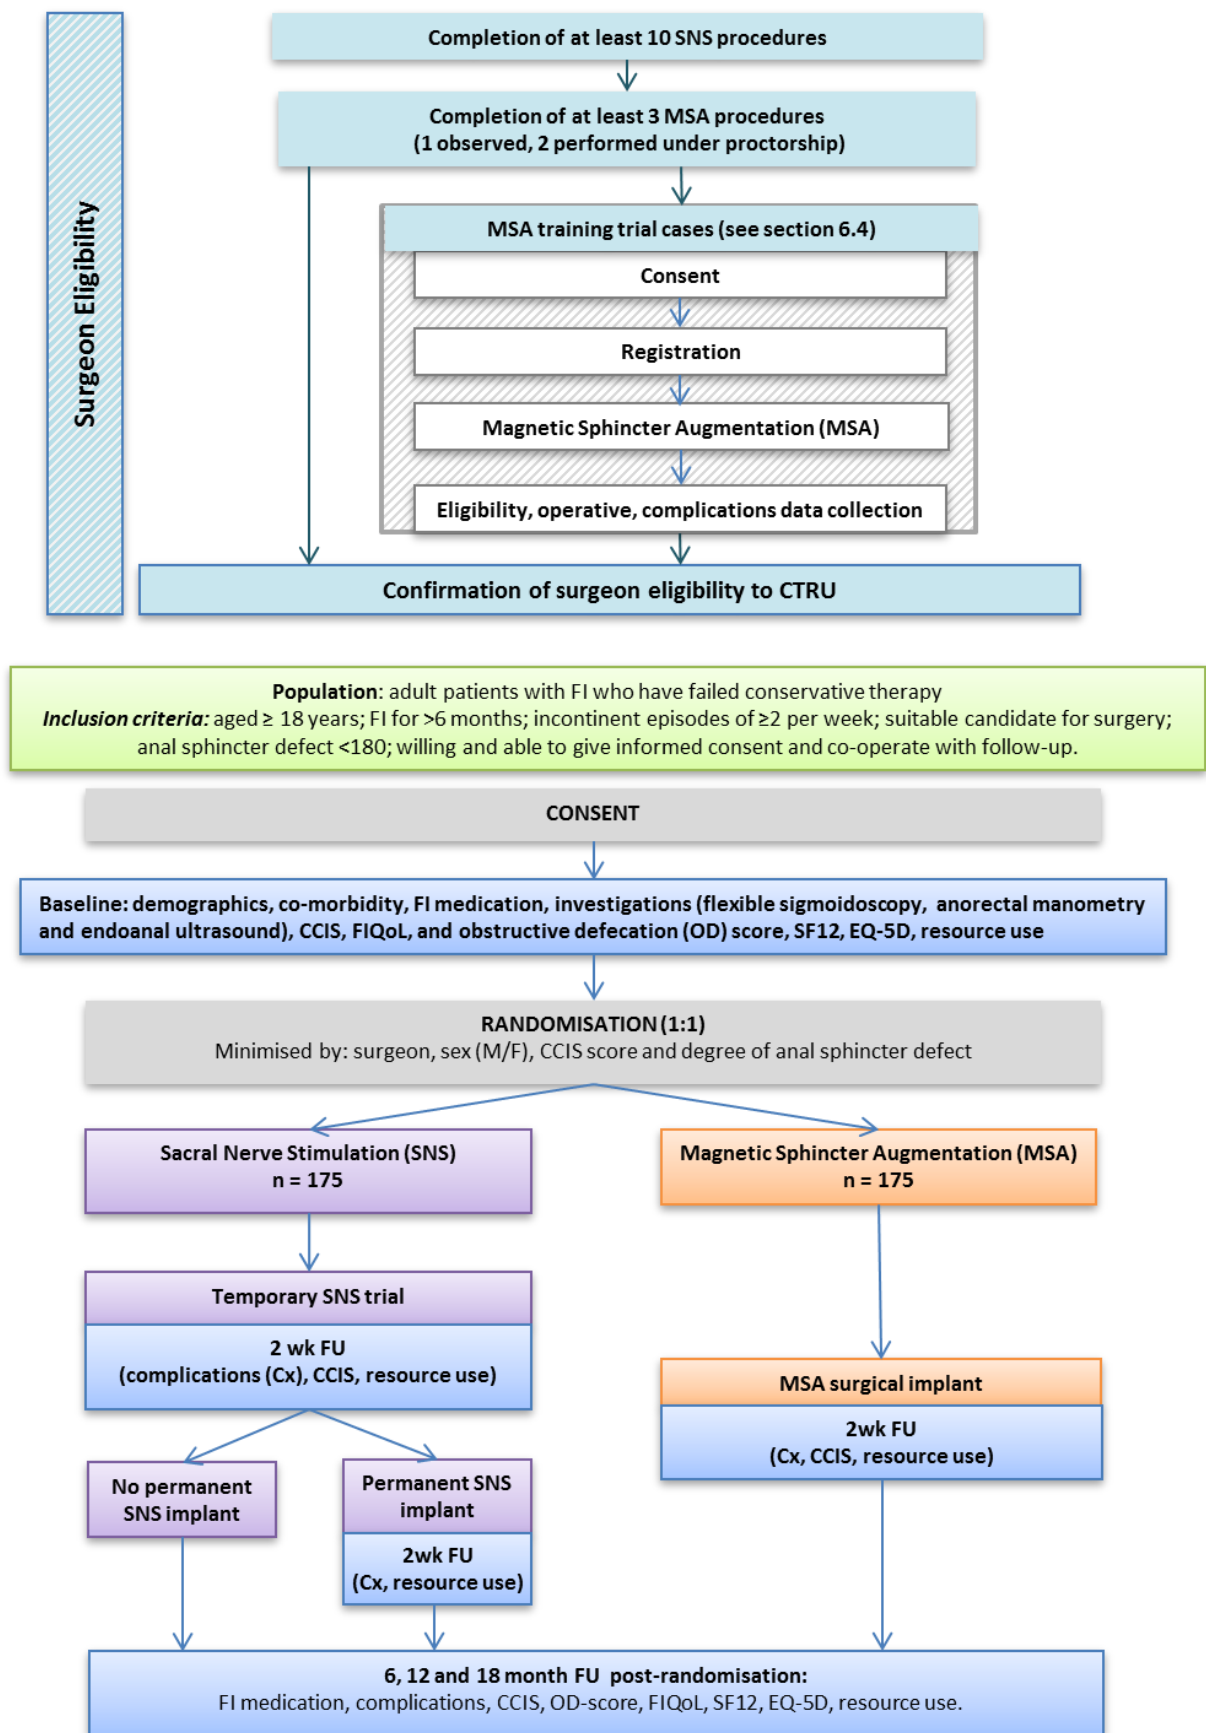 Surgeon Eligibility
Completion of at least 10 SNS procedures
Completion of at least 3 MSA procedures
(1 observed, 2 performed under proctorship)
MSA training trial cases (see section 6.4)
Consent
Registration
Magnetic Sphincter Augmentation (MSA)
Eligibility, operative, complications data collection
Confirmation of surgeon eligibility to CTRU
Population: adult patients with FI who have failed conservative therapy
Inclusion criteria: aged ≥ 18 years; FI for >6 months; incontinent episodes of ≥2 per week; suitable candidate for surgery;
anal sphincter defect <180; willing and able to give informed consent and co-operate with follow-up.
CONSENT
Baseline: demographics, co-morbidity, FI medication, investigations (flexible sigmoidoscopy, anorectal manometry
and endoanal ultrasound), CCIS, FIQoL, and obstructive defecation (OD) score, SF12, EQ-5D, resource use
RANDOMISATION (1:1)
Minimised by: surgeon, sex (M/F), CCIS score and degree of anal sphincter defect
Sacral Nerve Stimulation (SNS)
n = 175
Magnetic Sphincter Augmentation (MSA)
n = 175
Temporary SNS trial
2 wk FU
(complications (Cx), CCIS, resource use)
MSA surgical implant
2wk FU
(Cx, CCIS, resource use)
No permanent
SNS implant
Permanent SNS
implant
2wk FU
(Cx, resource use)
6, 12 and 18 month FU post-randomisation:
FI medication, complications, CCIS, OD-score, FIQoL, SF12, EQ-5D, resource use.